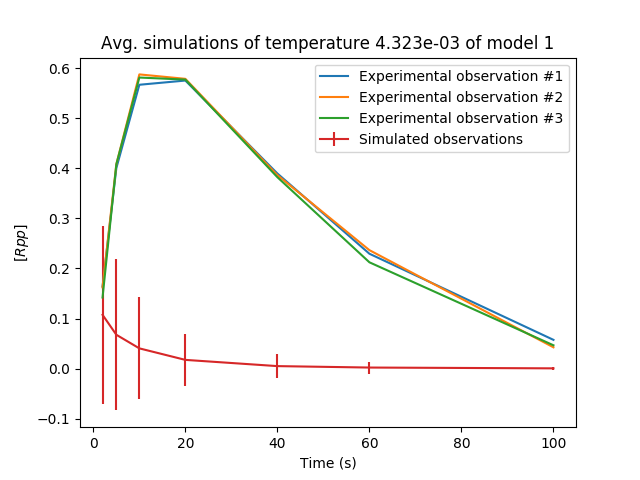 Avg. simulations of temperature 4.323e-03 of model 1
Experimental observation #1
Experimental observation #2
Experimental observation #3
Simulated observations
[Rpp]
0.6
0.5
0.4
0.3
0.2
0.1
0.0
−0.1
0 20 40 60 80 100
Time (s)